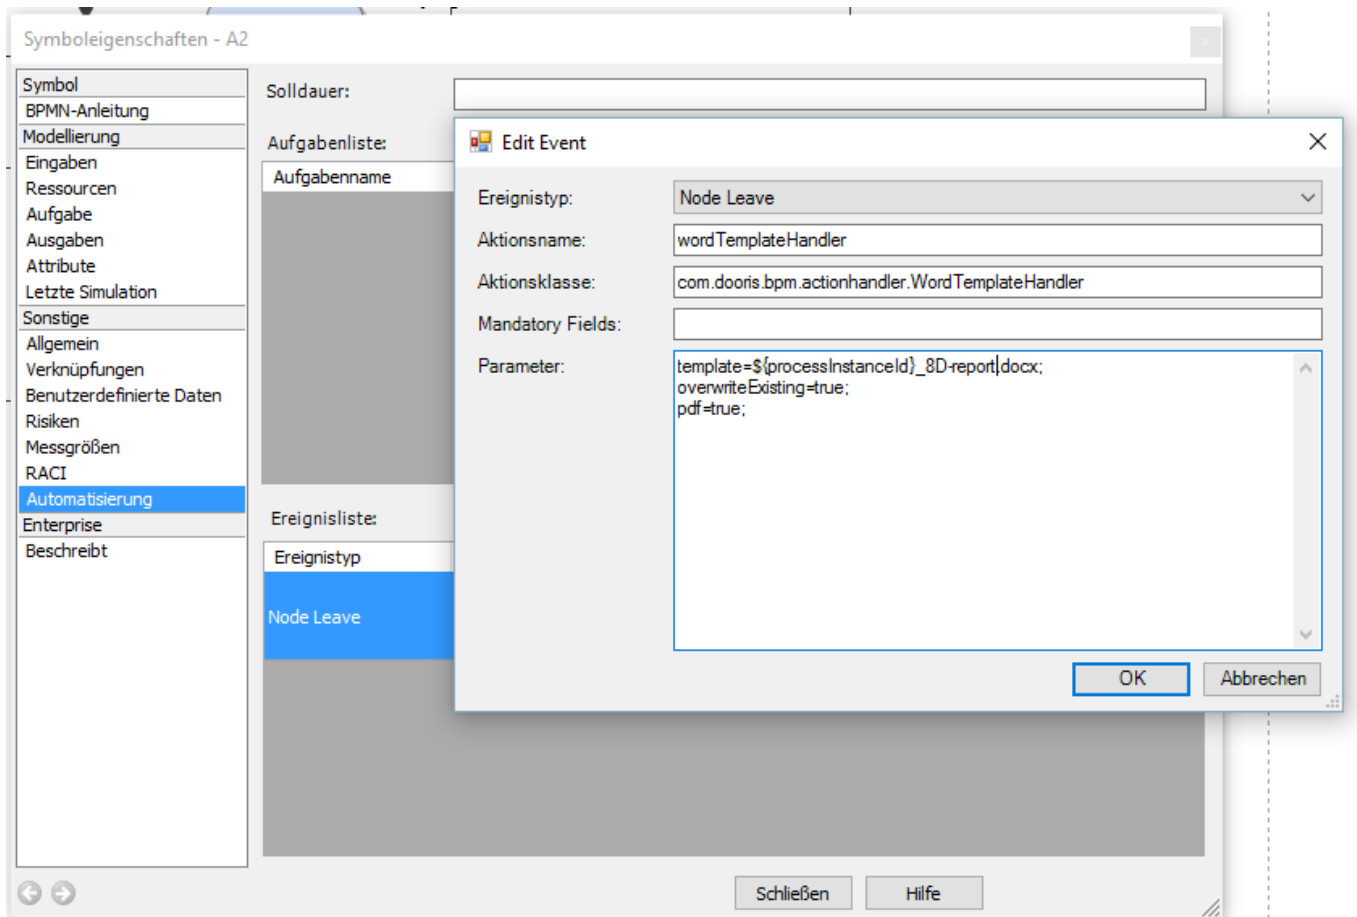 Symboleigenschaften - A2
Symbol
BPMN-Anleitung
Modellierung
Eingaben
Ressourcen
Aufgabe
Ausgaben
Attribute
Letzte Simulation
Sonstige
Allgemein
Verknüpfungen
Benutzerdefinierte Daten
Risiken
Messgrößen
RACI
Automatisierung
Enterprise
Beschreibt
Solldauer:
Aufgabenliste:
Aufgabenname
Ereignisliste:
Ereignistyp
Node Leave
Edit Event
Ereignistyp:
Node Leave
Aktionsname:
wordTemplateHandler
Aktionsklasse:
com.dooris.bpm.actionhandler.WordTemplateHandler
Mandatory Fields:
Parameter:
template=${processInstanceId}_8D-report.docx;
overwriteExisting=true;
pdf=true;
OK
Abbrechen
Schließen
Hilfe